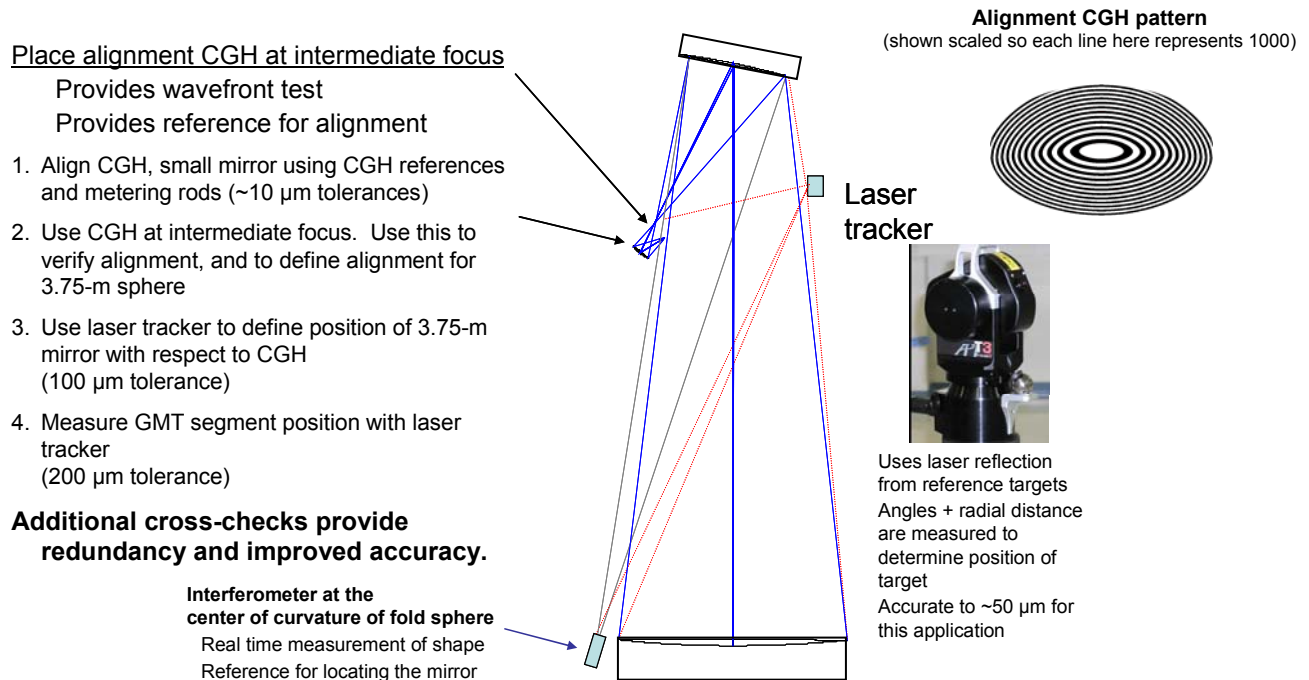 Alignment CGH pattern
(shown scaled so each line here represents 1000)
Place alignment CGH at intermediate focus
Provides wavefront test
Provides reference for alignment
1. Align CGH, small mirror using CGH references
and metering rods (~10 µm tolerances)
2. Use CGH at intermediate focus. Use this to
verify alignment, and to define alignment for
3.75-m sphere
3. Use laser tracker to define position of 3.75-m
mirror with respect to CGH
(100 µm tolerance)
4. Measure GMT segment position with laser
tracker
(200 µm tolerance)
Additional cross-checks provide
redundancy and improved accuracy.
Interferometer at the
center of curvature of fold sphere
Real time measurement of shape
Reference for locating the mirror
Laser
tracker
T3
Uses laser reflection
from reference targets
Angles + radial distance
are measured to
determine position of
target
Accurate to ~50 µm for
this application